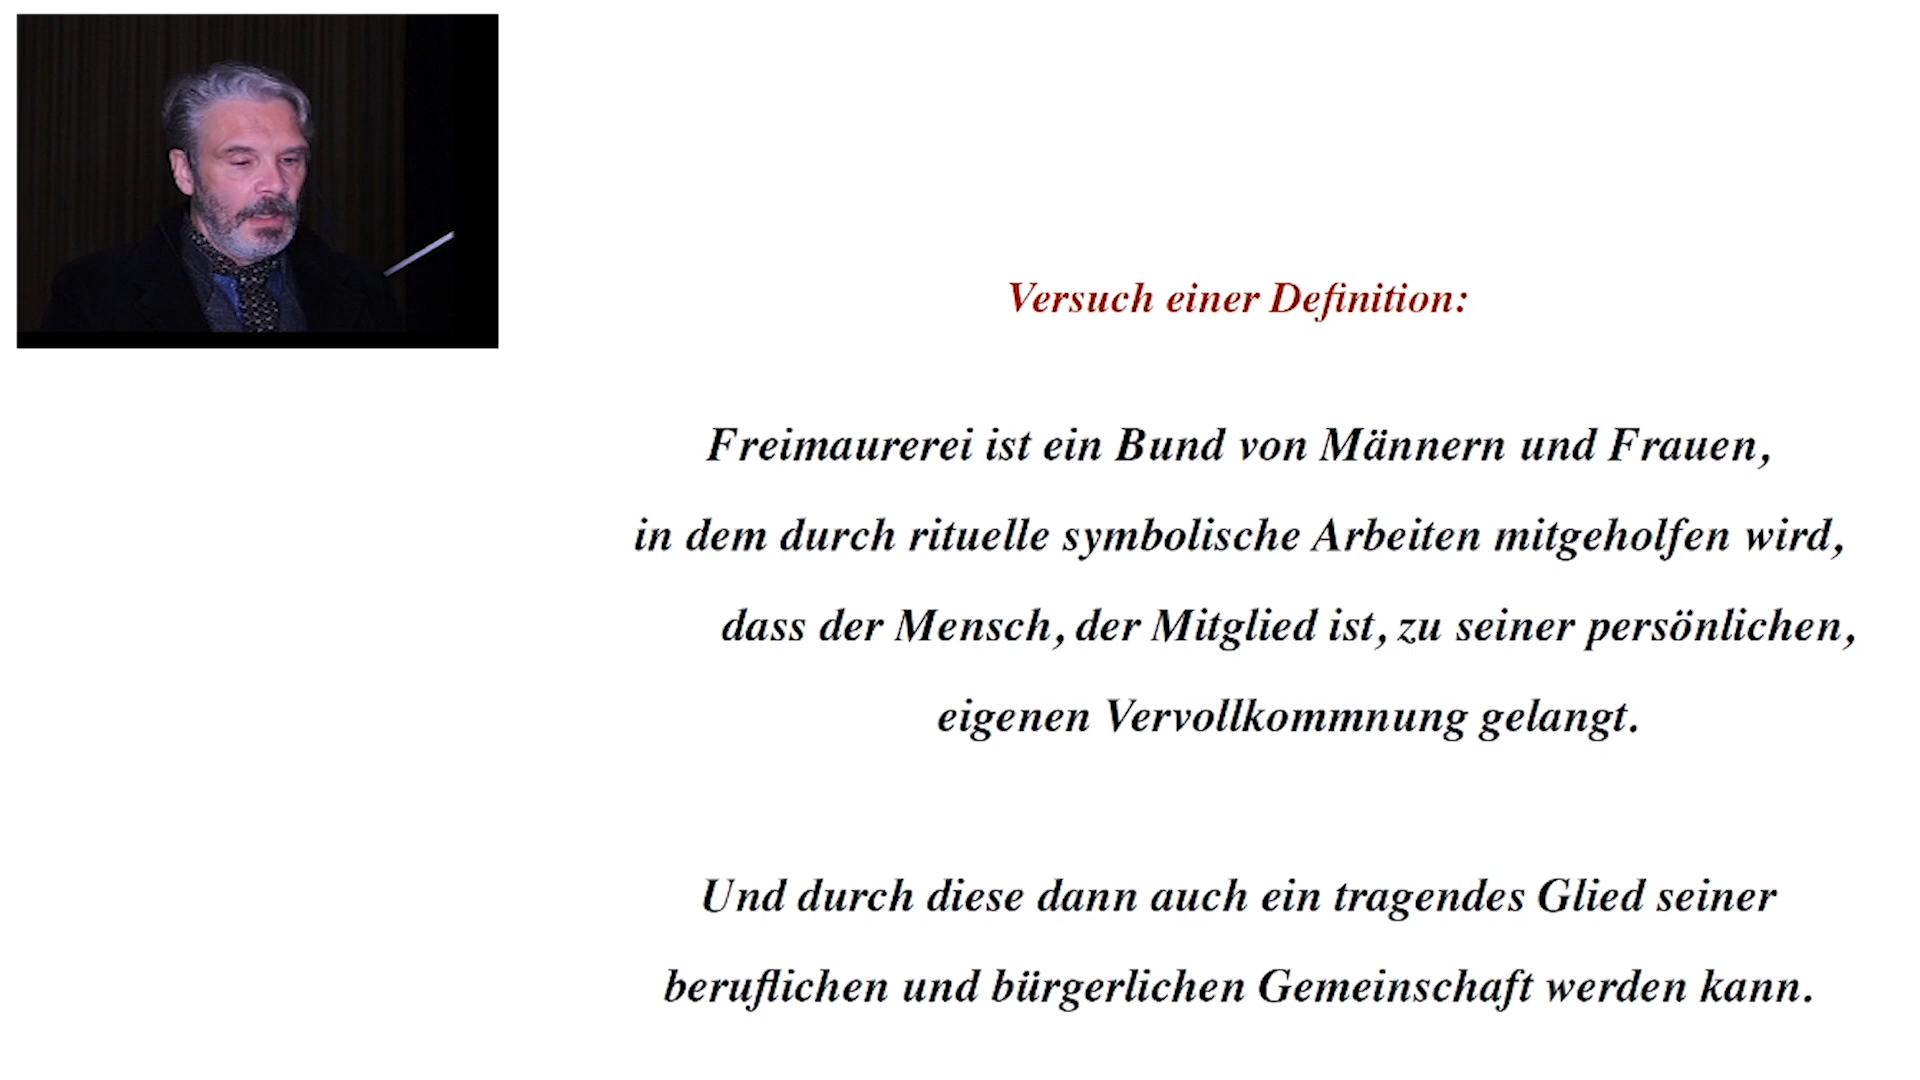 Versuch einer Definition:
Freimaurerei ist ein Bund von Männern und Frauen,
in dem durch rituelle symbolische Arbeiten mitgeholfen wird,
dass der Mensch, der Mitglied ist, zu seiner persönlichen,
eigenen Vervollkommnung gelangt.
Und durch diese dann auch ein tragendes Glied seiner
beruflichen und bürgerlichen Gemeinschaft werden kann.